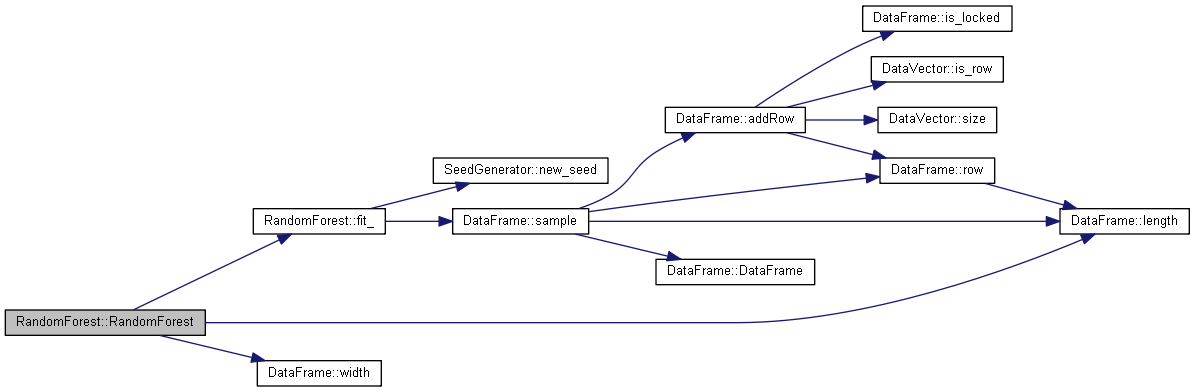 DataFrame::is_locked
DataVector::is_row
DataFrame::addRow
DataVector::size
SeedGenerator::new_seed
DataFrame::row
RandomForest::fit_
DataFrame::sample
DataFrame::length
DataFrame::DataFrame
RandomForest::RandomForest
DataFrame::width